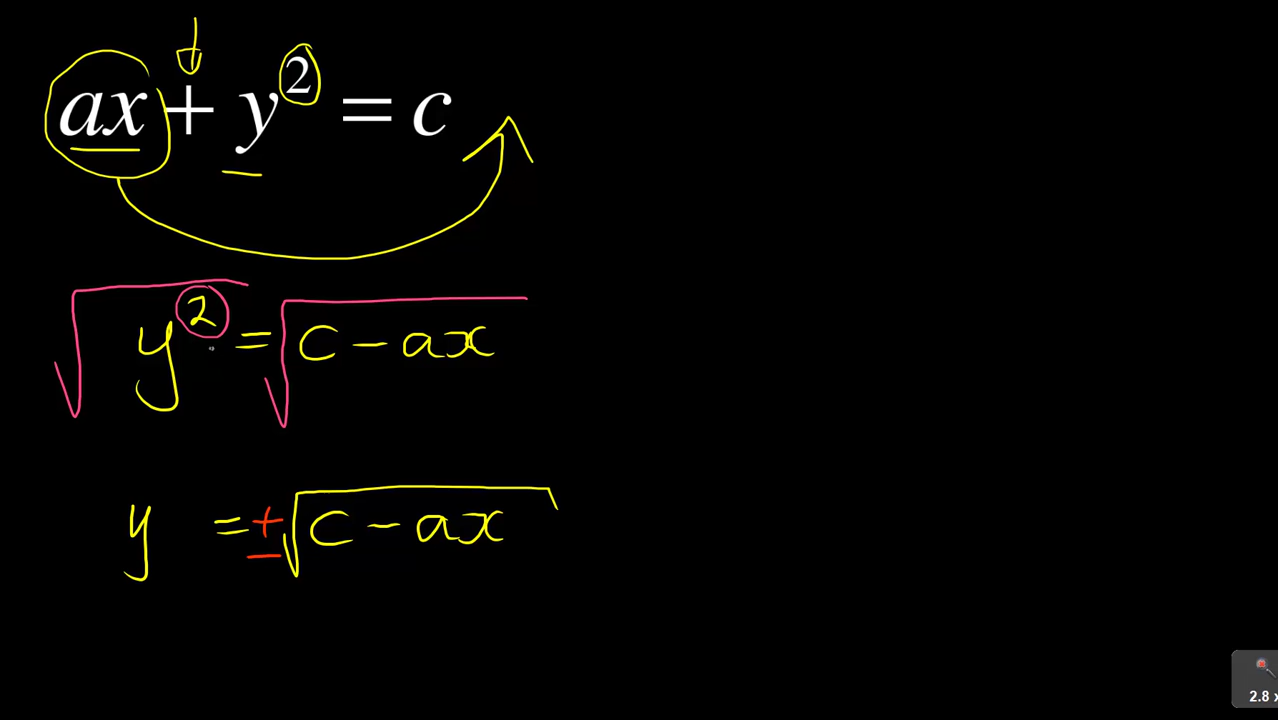 ax + y² = c
√y² = √c - ax
y = ±√c - ax
2.8 x